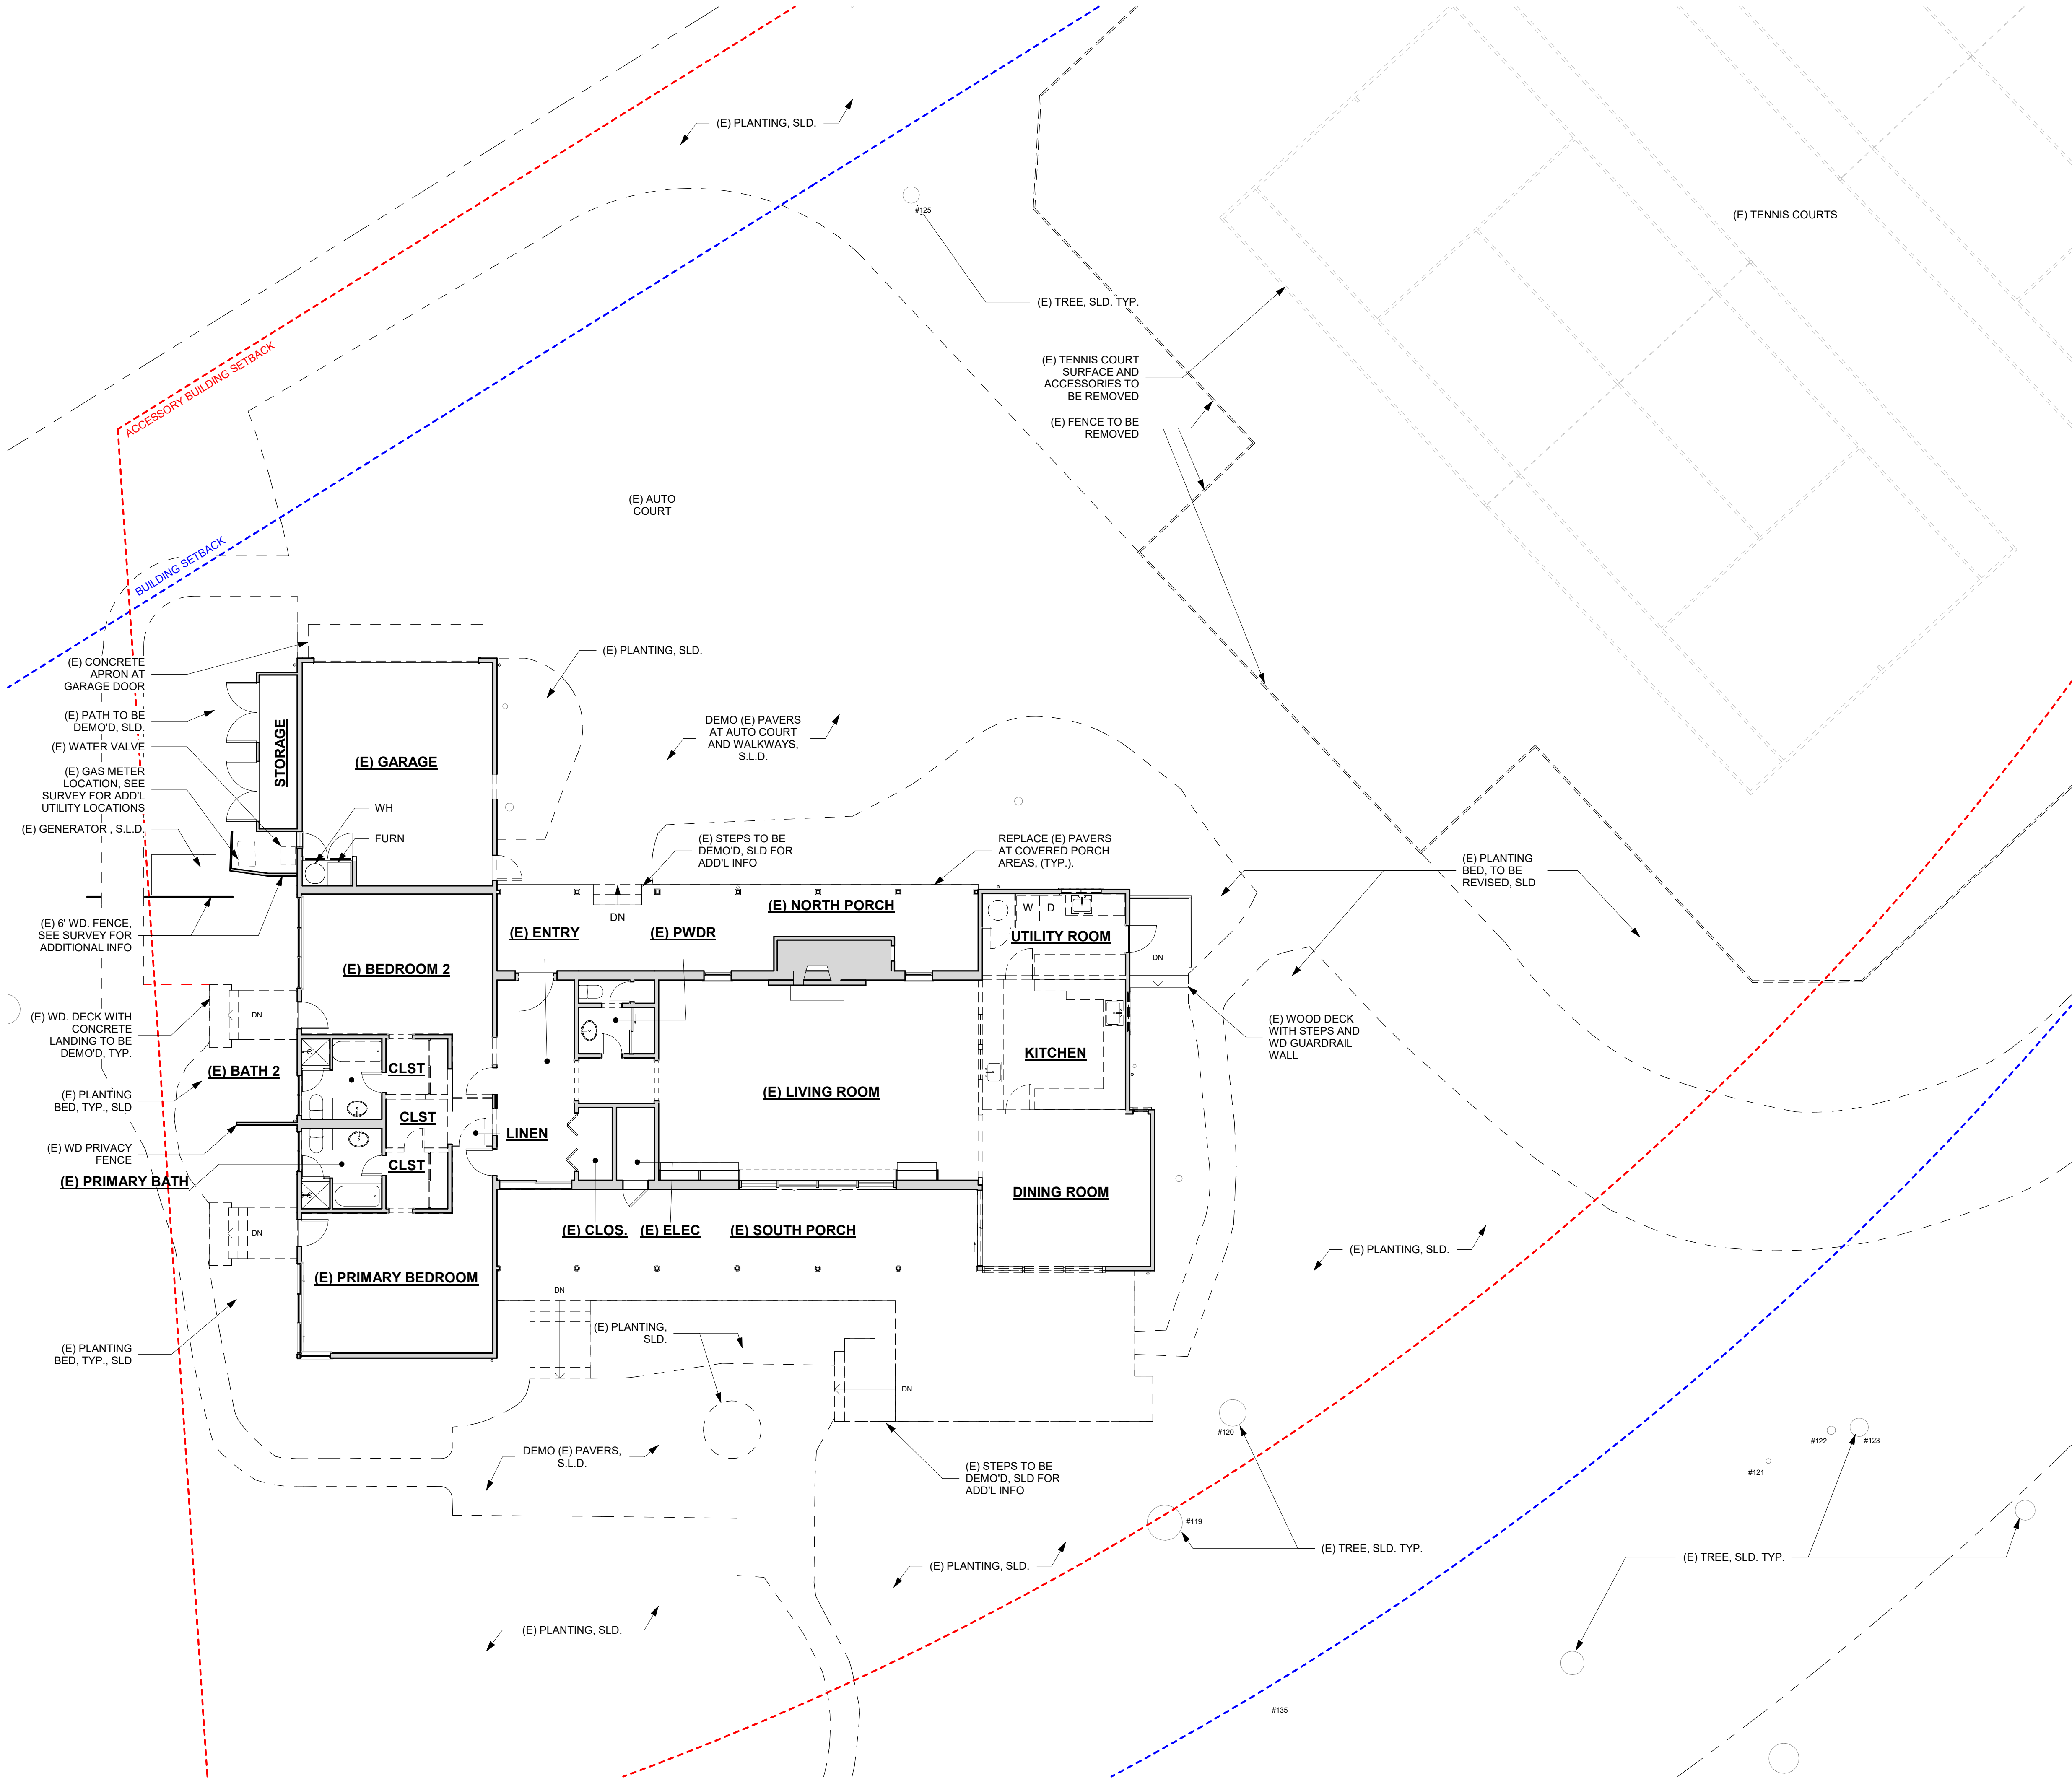 (E) PLANTING, SLD.
#125
(E) TENNIS COURTS
(E) TREE, SLD. TYP.
ACCESSORY BUILDING SETBACK
(E) TENNIS COURT
SURFACE AND
ACCESSORIES TO
BE REMOVED
(E) FENCE TO BE
REMOVED
(E) AUTO
COURT
BUILDING SETBACK
(E) CONCRETE
APRON AT
GARAGE DOOR
(E) PLANTING, SLD.
(E) PATH TO BE
DEMO'D, SLD.
(E) WATER VALVE
(E) GAS METER
LOCATION, SEE
SURVEY FOR ADD'L
UTILITY LOCATIONS
(E) GENERATOR , S.L.D.
STORAGE
(E) GARAGE
WH
FURN
DEMO (E) PAVERS
AT AUTO COURT
AND WALKWAYS,
S.L.D.
(E) STEPS TO BE
DEMO'D, SLD FOR
ADD'L INFO
REPLACE (E) PAVERS
AT COVERED PORCH
AREAS, (TYP.).
(E) PLANTING
BED, TO BE
REVISED, SLD
(E) 6' WD. FENCE,
SEE SURVEY FOR
ADDITIONAL INFO
DN
(E) NORTH PORCH
W
D
(E) ENTRY
(E) PWDR
UTILITY ROOM
DN
(E) BEDROOM 2
(E) WD. DECK WITH
CONCRETE
LANDING TO BE
DEMO'D, TYP.
DN
(E) WOOD DECK
WITH STEPS AND
WD GUARDRAIL
WALL
KITCHEN
(E) BATH 2
CLST
(E) LIVING ROOM
(E) PLANTING
BED, TYP., SLD
CLST
LINEN
(E) WD PRIVACY
FENCE
CLST
(E) PRIMARY BATH
DINING ROOM
DN
(E) CLOS.
(E) ELEC
(E) SOUTH PORCH
(E) PLANTING, SLD.
(E) PRIMARY BEDROOM
DN
(E) PLANTING,
SLD.
(E) PLANTING
BED, TYP., SLD
DN
#120
#122
#123
#121
DEMO (E) PAVERS,
S.L.D.
(E) STEPS TO BE
DEMO'D, SLD FOR
ADD'L INFO
#119
(E) TREE, SLD. TYP.
(E) TREE, SLD. TYP.
(E) PLANTING, SLD.
(E) PLANTING, SLD.
#135